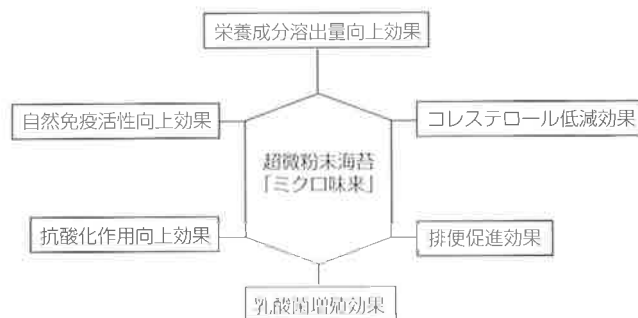 栄養成分溶出量向上効果
自然免疫活性向上効果
コレステロール低減効果
超微粉末海苔
「ミクロ味来」
抗酸化作用向上効果
排便促進効果
乳酸菌増殖効果